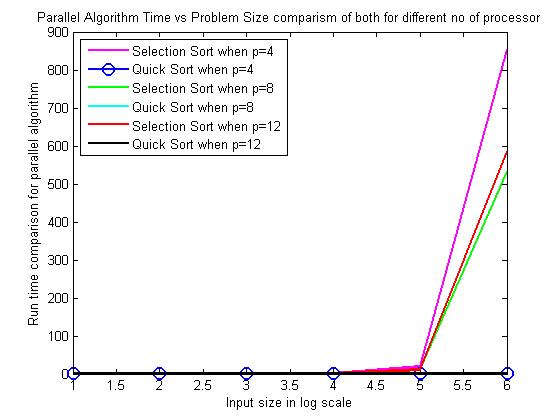 Parallel Algorithm Time vs Problem Size comparism of both for different no of processor
900
800
700
600
500
400
300
200
100
0
Selection Sort when p=4
Quick Sort when p=4
Selection Sort when p=8
Quick Sort when p=8
Selection Sort when p=12
Quick Sort when p=12
Run time comparison for parallel algorithm
1 1.5 2 2.5 3 3.5 4 4.5 5 5.5 6
Input size in log scale